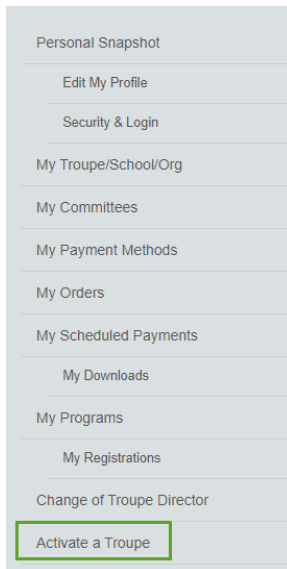 Personal Snapshot
Edit My Profile
Security & Login
My Troupe/School/Org
My Committees
My Payment Methods
My Orders
My Scheduled Payments
My Downloads
My Programs
My Registrations
Change of Troupe Director
Activate a Troupe